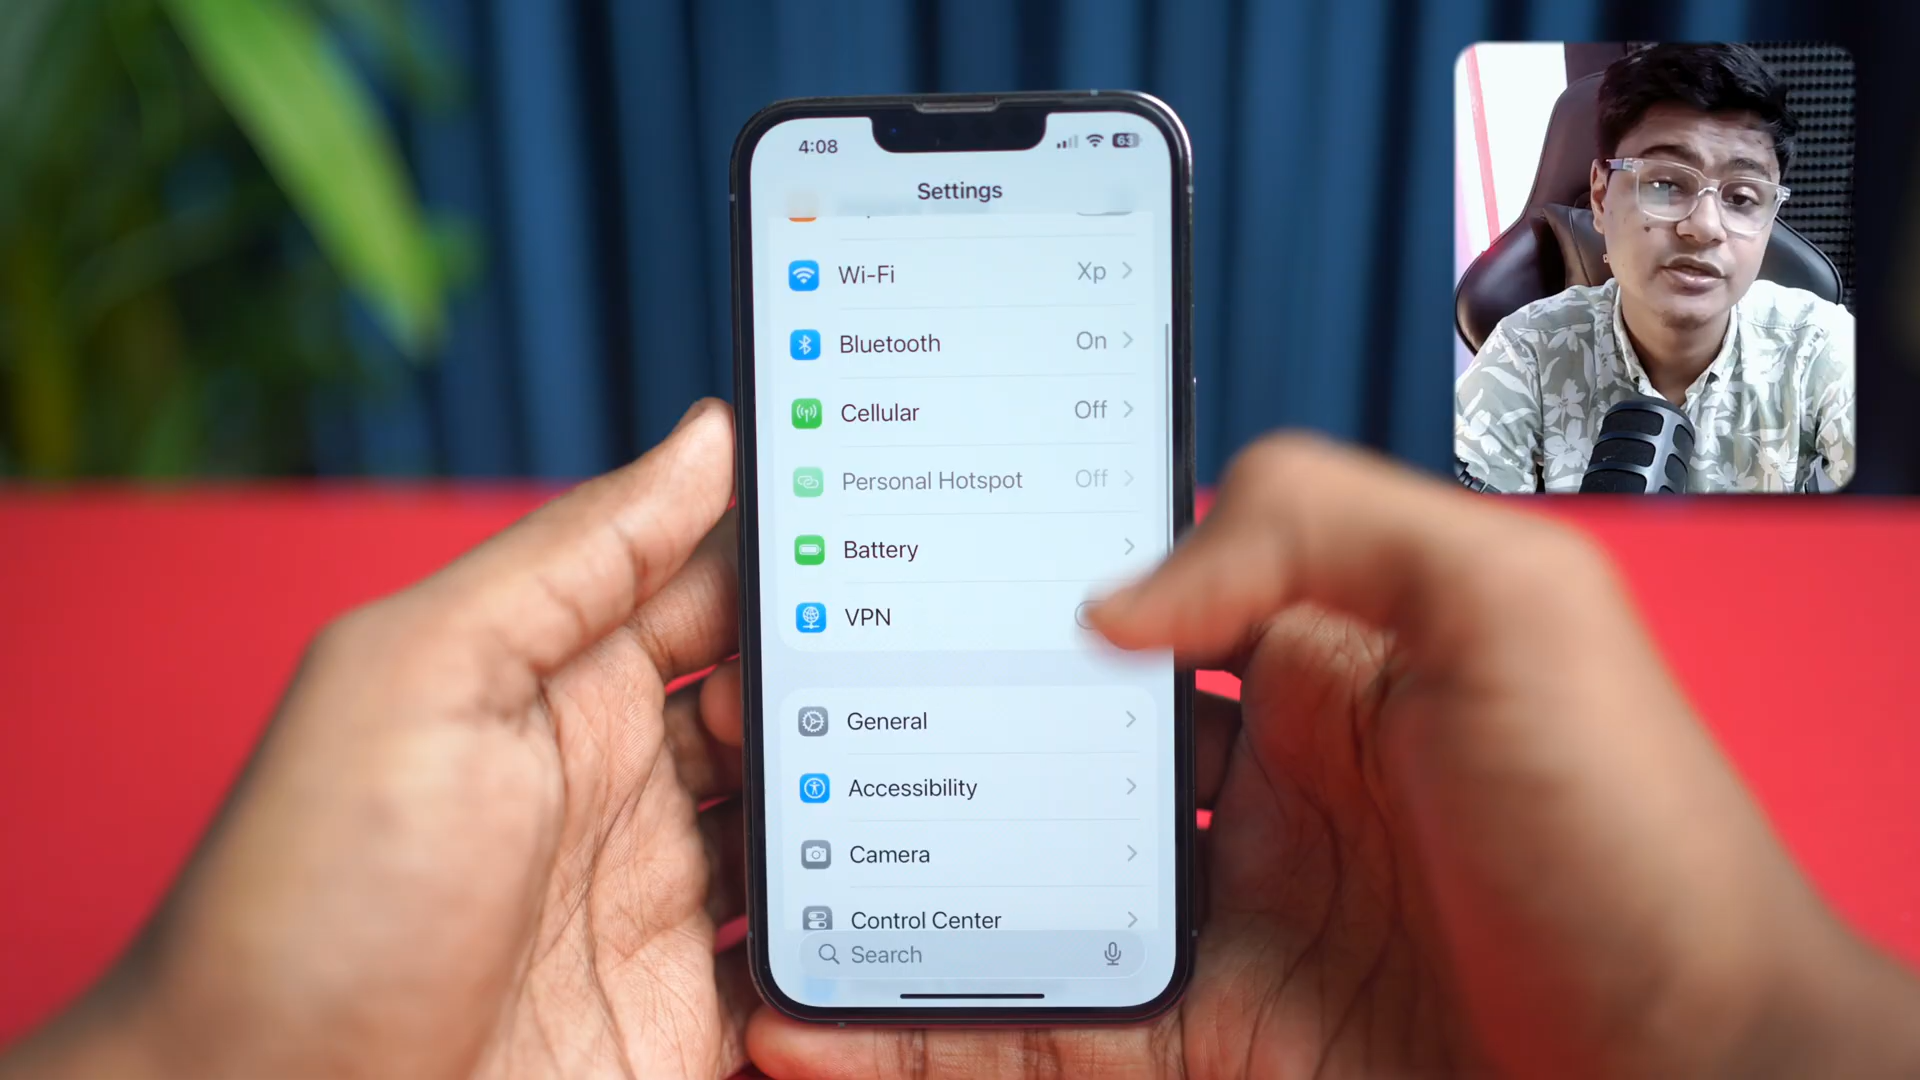 4:08
63
Settings
Wi-Fi Xp
Bluetooth On
Cellular Off
Personal Hotspot Off
Battery
VPN
General
Accessibility
Camera
Control Center
Search